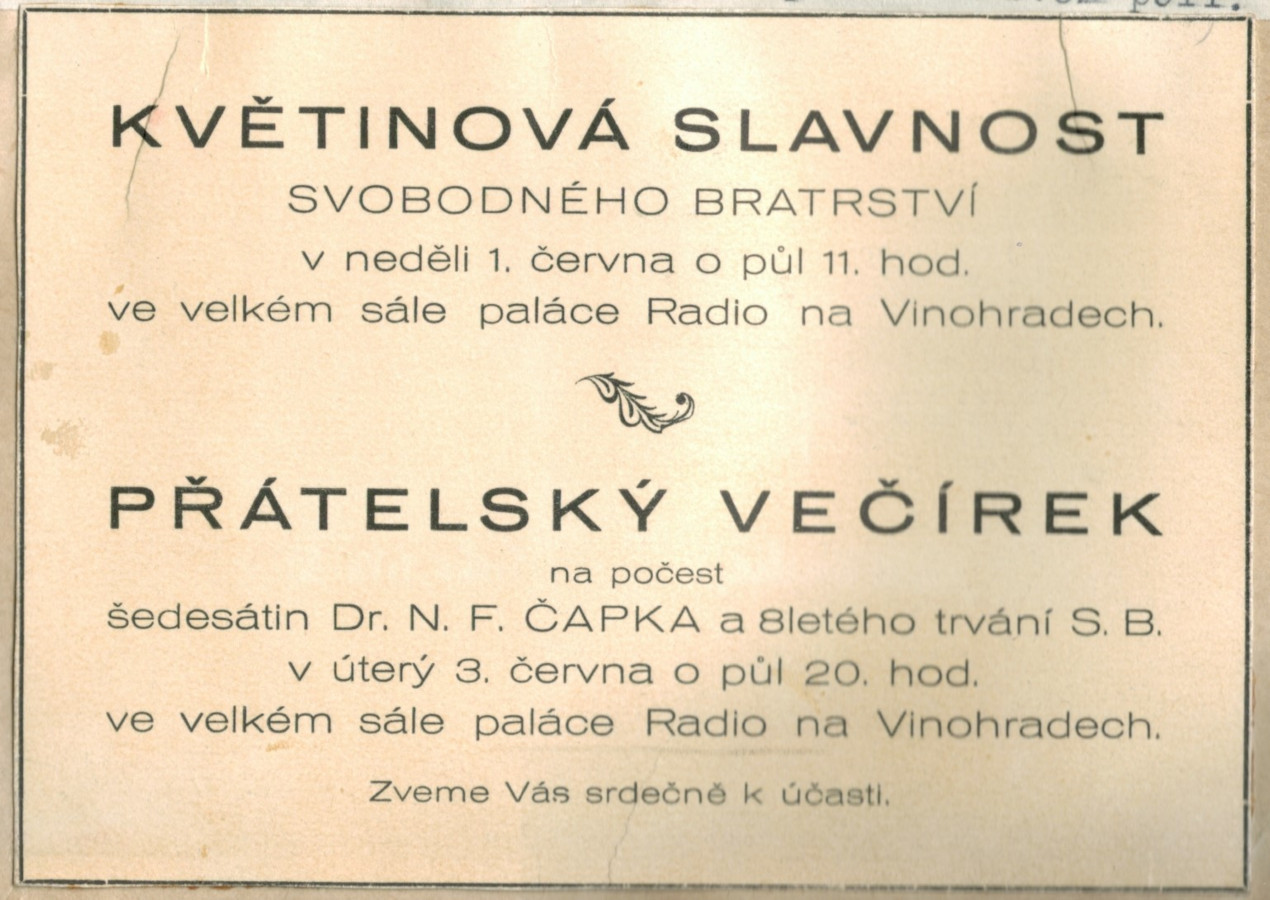 KVĚTINOVÁ SLAVNOST
SVOBODNÉHO BRATRSTVÍ
v neděli 1. června o půl 11. hod.
ve velkém sále paláce Radio na Vinohradech.
PŘÁTELSKÝ VEČÍREK
na počest
šedesátin Dr. N. F. ČAPKA a 8letého trvání S. B.
v úterý 3. června o půl 20. hod.
ve velkém sále paláce Radio na Vinohradech.
Zveme Vás srdečně k účasti.